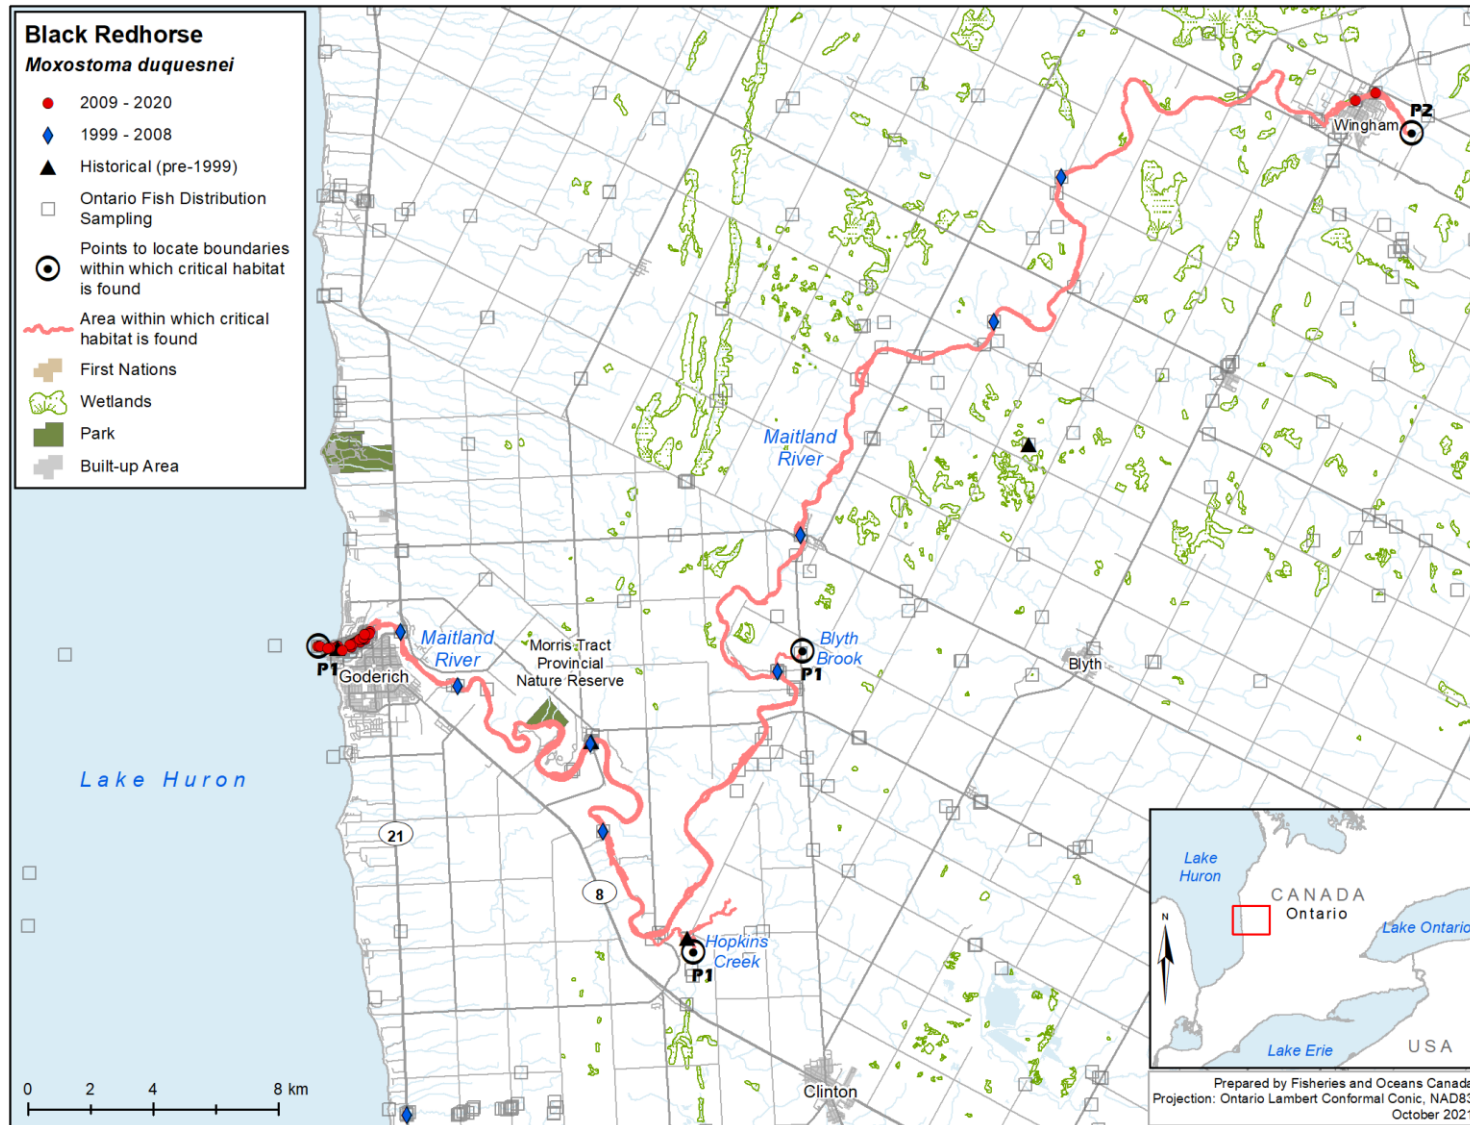 Black Redhorse
Moxostoma duquesnei
2009 - 2020
1999 - 2008
Historical (pre-1999)
Ontario Fish Distribution
Sampling
Points to locate boundaries
within which critical habitat
is found
Area within which critical
habitat is found
First Nations
Wetlands
Park
Built-up Area
P2
Wingham
Maitland
River
Maitland
River
Morris Tract
Provincial
Nature Reserve
Blyth
Brook
P1
Blyth
P1
Goderich
Lake Huron
21
8
Hopkins
Creek
P1
Clinton
0 2 4 8 km
Lake
Huron
CANADA
Ontario
Lake Ontario
N
Lake Erie
USA
Prepared by Fisheries and Oceans Canada
Projection: Ontario Lambert Conformal Conic, NAD83
October 2021